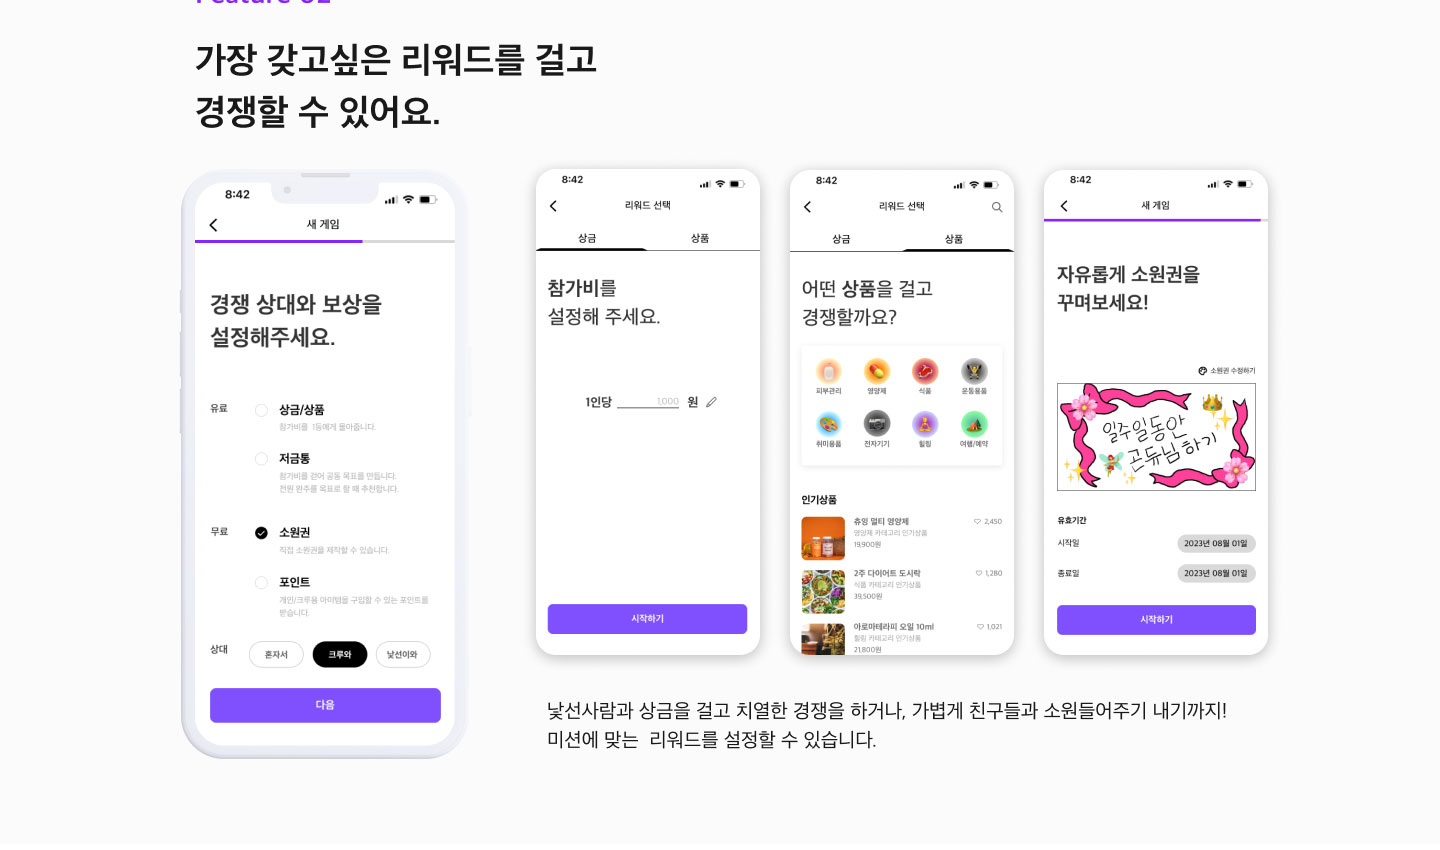 Feature 02
가장 갖고싶은 리워드를 걸고
경쟁할 수 있어요.
8:42
새 게임
경쟁 상대와 보상을
설정해주세요.
유료
상금/상품
참가비를 1등에게 몰아줍니다.
저금통
참가비를 걷어 공동 목표를 만듭니다.
전원 완주를 목표로 할 때 추천합니다.
무료
소원권
직접 소원권을 제작할 수 있습니다.
포인트
개인/크루용 아이템을 구입할 수 있는 포인트를
받습니다.
상대
혼자서
크루와
낯선이와
다음
8:42
리워드 선택
상금
상품
참가비를
설정해 주세요.
1인당 1,000 원
시작하기
8:42
리워드 선택
상금
상품
어떤 상품을 걸고
경쟁할까요?
피부관리
영양제
식품
운동용품
취미용품
전자기기
힐링
여행/예약
인기상품
츄잉 멀티 영양제
2,450
영양제 카테고리 인기상품
19,900원
2주 다이어트 도시락
1,280
식품 카테고리 인기상품
39,500원
아로마테라피 오일 10ml
1,021
힐링 카테고리 인기상품
21,800원
8:42
새 게임
자유롭게 소원권을
꾸며보세요!
소원권 수정하기
일주일동안
곤듀님하기
유효기간
시작일
2023년 08월 01일
종료일
2023년 08월 01일
시작하기
낯선사람과 상금을 걸고 치열한 경쟁을 하거나, 가볍게 친구들과 소원들어주기 내기까지!
미션에 맞는 리워드를 설정할 수 있습니다.